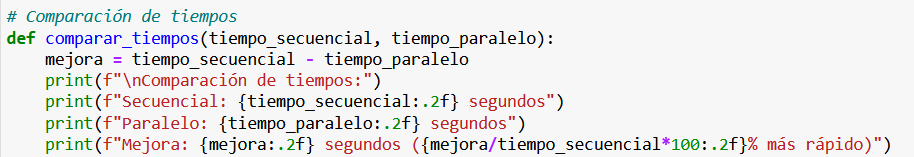 # Comparación de tiempos
def comparar_tiempos(tiempo_secuencial, tiempo_paralelo):
    mejora = tiempo_secuencial - tiempo_paralelo
    print(f"\nComparación de tiempos:")
    print(f"Secuencial: {tiempo_secuencial:.2f} segundos")
    print(f"Paralelo: {tiempo_paralelo:.2f} segundos")
    print(f"Mejora: {mejora:.2f} segundos ({mejora/tiempo_secuencial*100:.2f}% más rápido)")